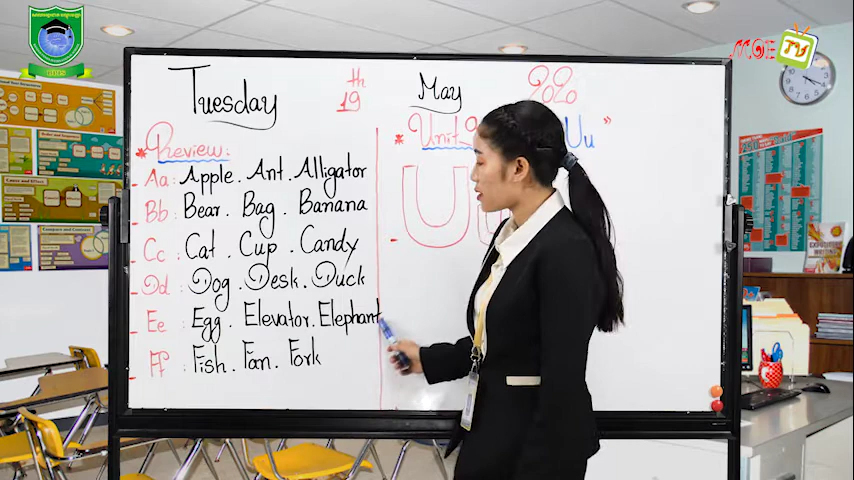 MOE TV
Tuesday 19th May 2020
* Review:
- Aa : Apple . Ant . Alligator
- Bb : Bear . Bag . Banana
- Cc : Cat . Cup . Candy
- Dd : Dog . Desk . Duck
- Ee : Egg . Elevator . Elephant
- Ff : Fish . Fan . Fork
* Unit Uu"
- U